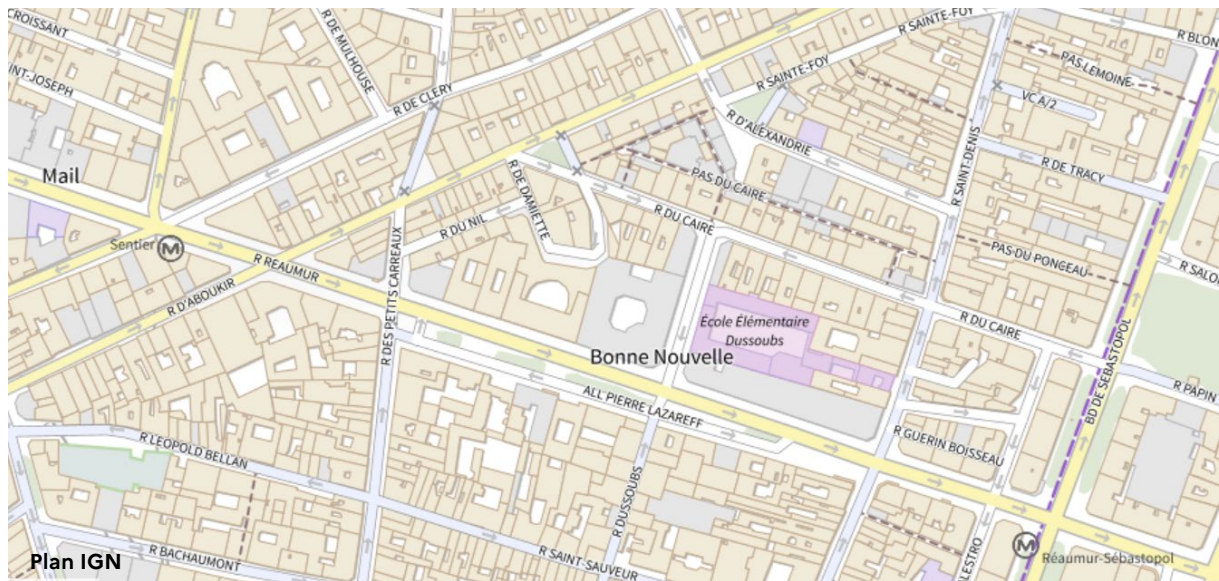 CROISSANT
R DE MULHOUSE
R SAINTE-FOY
R BLON
INT-JOSEPH
R DE CLERY
R SAINTE-FOY
PAS LEMOINE
VC A/2
R D'ALEXANDRIE
R SAINT-DENIS
R DE TRACY
Mail
R DE DAMIETTE
PAS DU CAIRE
R DU NIL
R DU CAIRE
Sentier
M
R REAUMUR
PAS DU PONCEAU
R SALO
R D'ABOUKIR
R DES PETITS CARREAUX
École Élémentaire
Dussoubs
R DU CAIRE
Bonne Nouvelle
BD DE SEBASTOPOL
R PAPIN
ALL PIERRE LAZAREFF
R GUERIN BOISSEAU
R LEOPOLD BELLAN
R DUSSOUBS
R BACHAUMONT
R SAINT-SAUVEUR
LESTRO
M
Réaumur-Sébastopol
Plan IGN